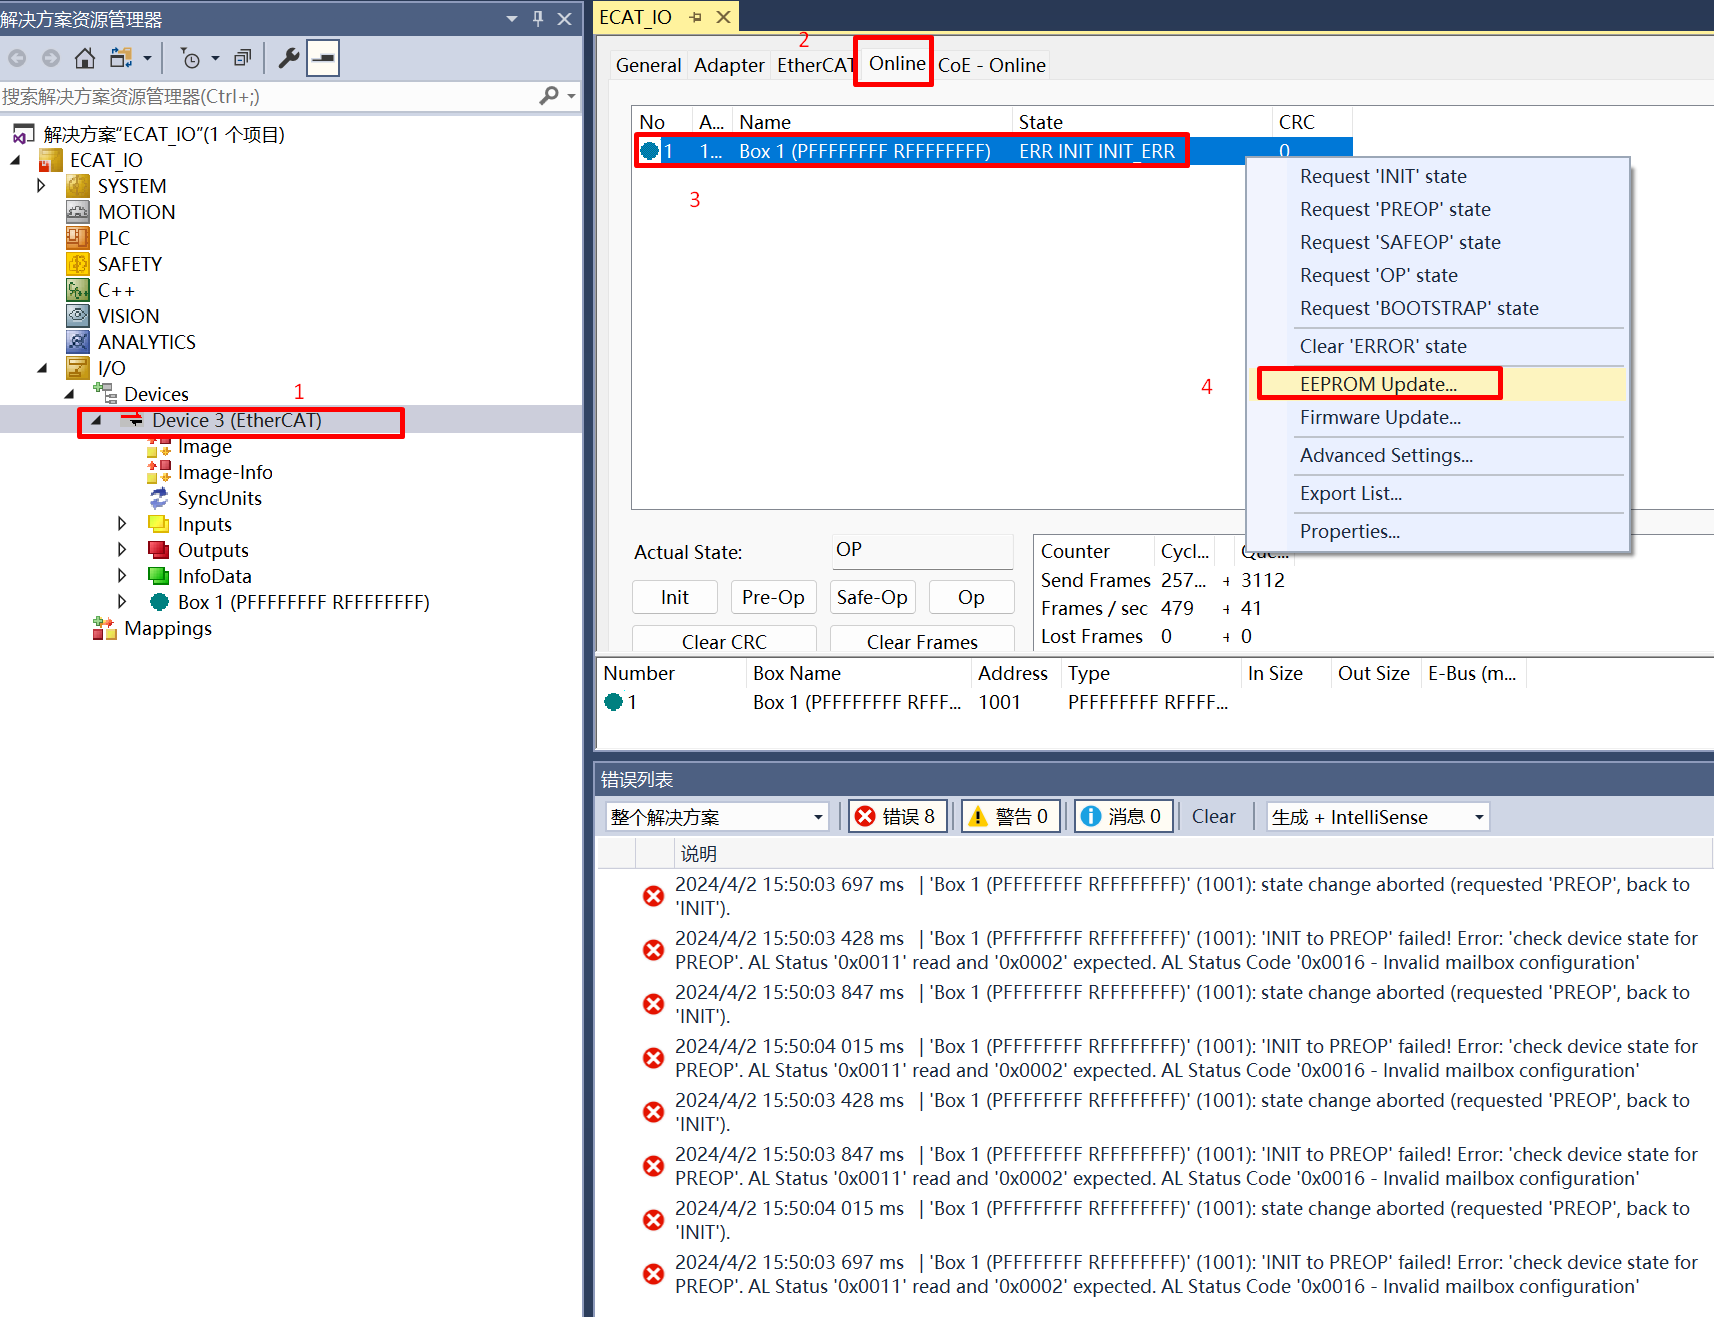 解决方案资源管理器
搜索解决方案资源管理器(Ctrl+;)
解决方案"ECAT_IO"(1 个项目)
ECAT_IO
SYSTEM
MOTION
PLC
SAFETY
C++
VISION
ANALYTICS
I/O
Devices
1
Device 3 (EtherCAT)
Image
Image-Info
SyncUnits
Inputs
Outputs
InfoData
Box 1 (PFFFFFFFF RFFFFFFFF)
Mappings
ECAT_IO
2
General Adapter EtherCAT Online CoE - Online
No A... Name State CRC
1 1... Box 1 (PFFFFFFFF RFFFFFFFF) ERR INIT INIT_ERR 0
3
Request 'INIT' state
Request 'PREOP' state
Request 'SAFEOP' state
Request 'OP' state
Request 'BOOTSTRAP' state
Clear 'ERROR' state
4
EEPROM Update...
Firmware Update...
Advanced Settings...
Export List...
Properties...
Actual State: OP
Init Pre-Op Safe-Op Op
Clear CRC Clear Frames
Counter Cycl... Que...
Send Frames 257... + 3112
Frames / sec 479 + 41
Lost Frames 0 + 0
Number Box Name Address Type In Size Out Size E-Bus (m...
1 Box 1 (PFFFFFFFF RFFF... 1001 PFFFFFFFF RFFFF...
错误列表
整个解决方案 错误 8 警告 0 消息 0 Clear 生成 + IntelliSense
说明
2024/4/2 15:50:03 697 ms | 'Box 1 (PFFFFFFFF RFFFFFFFF)' (1001): state change aborted (requested 'PREOP', back to
'INIT').
2024/4/2 15:50:03 428 ms | 'Box 1 (PFFFFFFFF RFFFFFFFF)' (1001): 'INIT to PREOP' failed! Error: 'check device state for
PREOP'. AL Status '0x0011' read and '0x0002' expected. AL Status Code '0x0016 - Invalid mailbox configuration'
2024/4/2 15:50:03 847 ms | 'Box 1 (PFFFFFFFF RFFFFFFFF)' (1001): state change aborted (requested 'PREOP', back to
'INIT').
2024/4/2 15:50:04 015 ms | 'Box 1 (PFFFFFFFF RFFFFFFFF)' (1001): 'INIT to PREOP' failed! Error: 'check device state for
PREOP'. AL Status '0x0011' read and '0x0002' expected. AL Status Code '0x0016 - Invalid mailbox configuration'
2024/4/2 15:50:03 428 ms | 'Box 1 (PFFFFFFFF RFFFFFFFF)' (1001): state change aborted (requested 'PREOP', back to
'INIT').
2024/4/2 15:50:03 847 ms | 'Box 1 (PFFFFFFFF RFFFFFFFF)' (1001): 'INIT to PREOP' failed! Error: 'check device state for
PREOP'. AL Status '0x0011' read and '0x0002' expected. AL Status Code '0x0016 - Invalid mailbox configuration'
2024/4/2 15:50:04 015 ms | 'Box 1 (PFFFFFFFF RFFFFFFFF)' (1001): state change aborted (requested 'PREOP', back to
'INIT').
2024/4/2 15:50:03 697 ms | 'Box 1 (PFFFFFFFF RFFFFFFFF)' (1001): 'INIT to PREOP' failed! Error: 'check device state for
PREOP'. AL Status '0x0011' read and '0x0002' expected. AL Status Code '0x0016 - Invalid mailbox configuration'